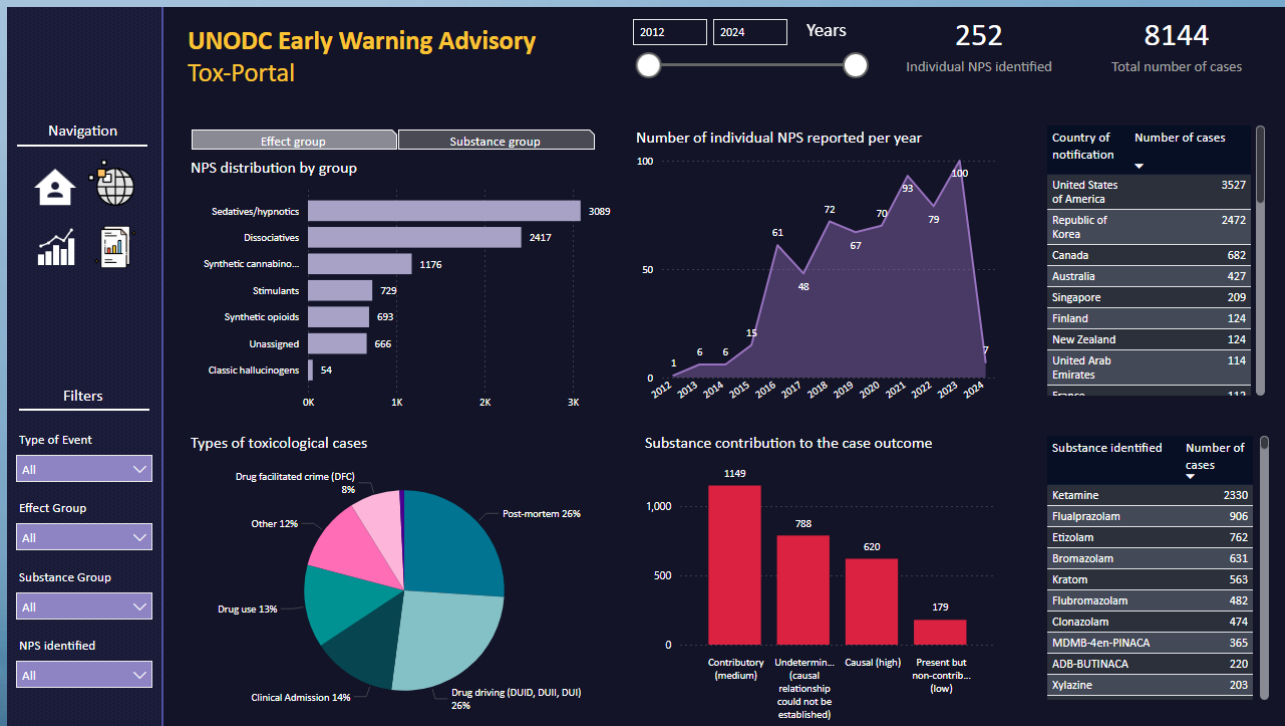 UNODC Early Warning Advisory
Tox-Portal
2012
2024
Years
252
Individual NPS identified
8144
Total number of cases
Navigation
Filters
Type of Event
All
Effect Group
All
Substance Group
All
NPS identified
All
Effect group
Substance group
NPS distribution by group
Sedatives/hypnotics
3089
Dissociatives
2417
Synthetic cannabino...
1176
Stimulants
729
Synthetic opioids
693
Unassigned
666
Classic hallucinogens
54
0K
1K
2K
3K
Number of individual NPS reported per year
100
50
0
1
6
6
15
61
48
72
67
70
93
79
100
7
2012
2013
2014
2015
2016
2017
2018
2019
2020
2021
2022
2023
2024
Country of
notification
Number of cases
United States
of America
3527
Republic of
Korea
2472
Canada
682
Australia
427
Singapore
209
Finland
124
New Zealand
124
United Arab
Emirates
114
France
112
Types of toxicological cases
Drug facilitated crime (DFC)
8%
Other 12%
Drug use 13%
Clinical Admission 14%
Post-mortem 26%
Drug driving (DUID, DUII, DUI)
26%
Substance contribution to the case outcome
1,000
500
0
1149
788
620
179
Contributory
(medium)
Undetermin...
(causal
relationship
could not be
established)
Causal (high)
Present but
non-contrib...
(low)
Substance identified
Number of
cases
Ketamine
2330
Flualprazolam
906
Etizolam
762
Bromazolam
631
Kratom
563
Flubromazolam
482
Clonazolam
474
MDMB-4en-PINACA
365
ADB-BUTINACA
220
Xylazine
203